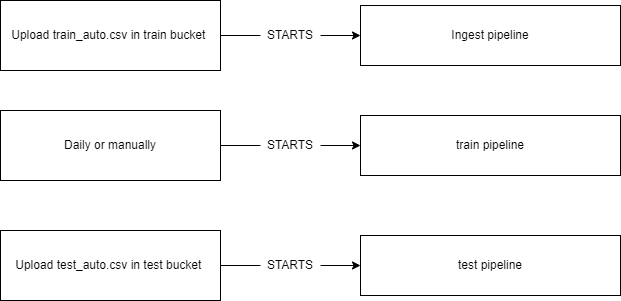 Upload train_auto.csv in train bucket
STARTS
Ingest pipeline
Daily or manually
STARTS
train pipeline
Upload test_auto.csv in test bucket
STARTS
test pipeline